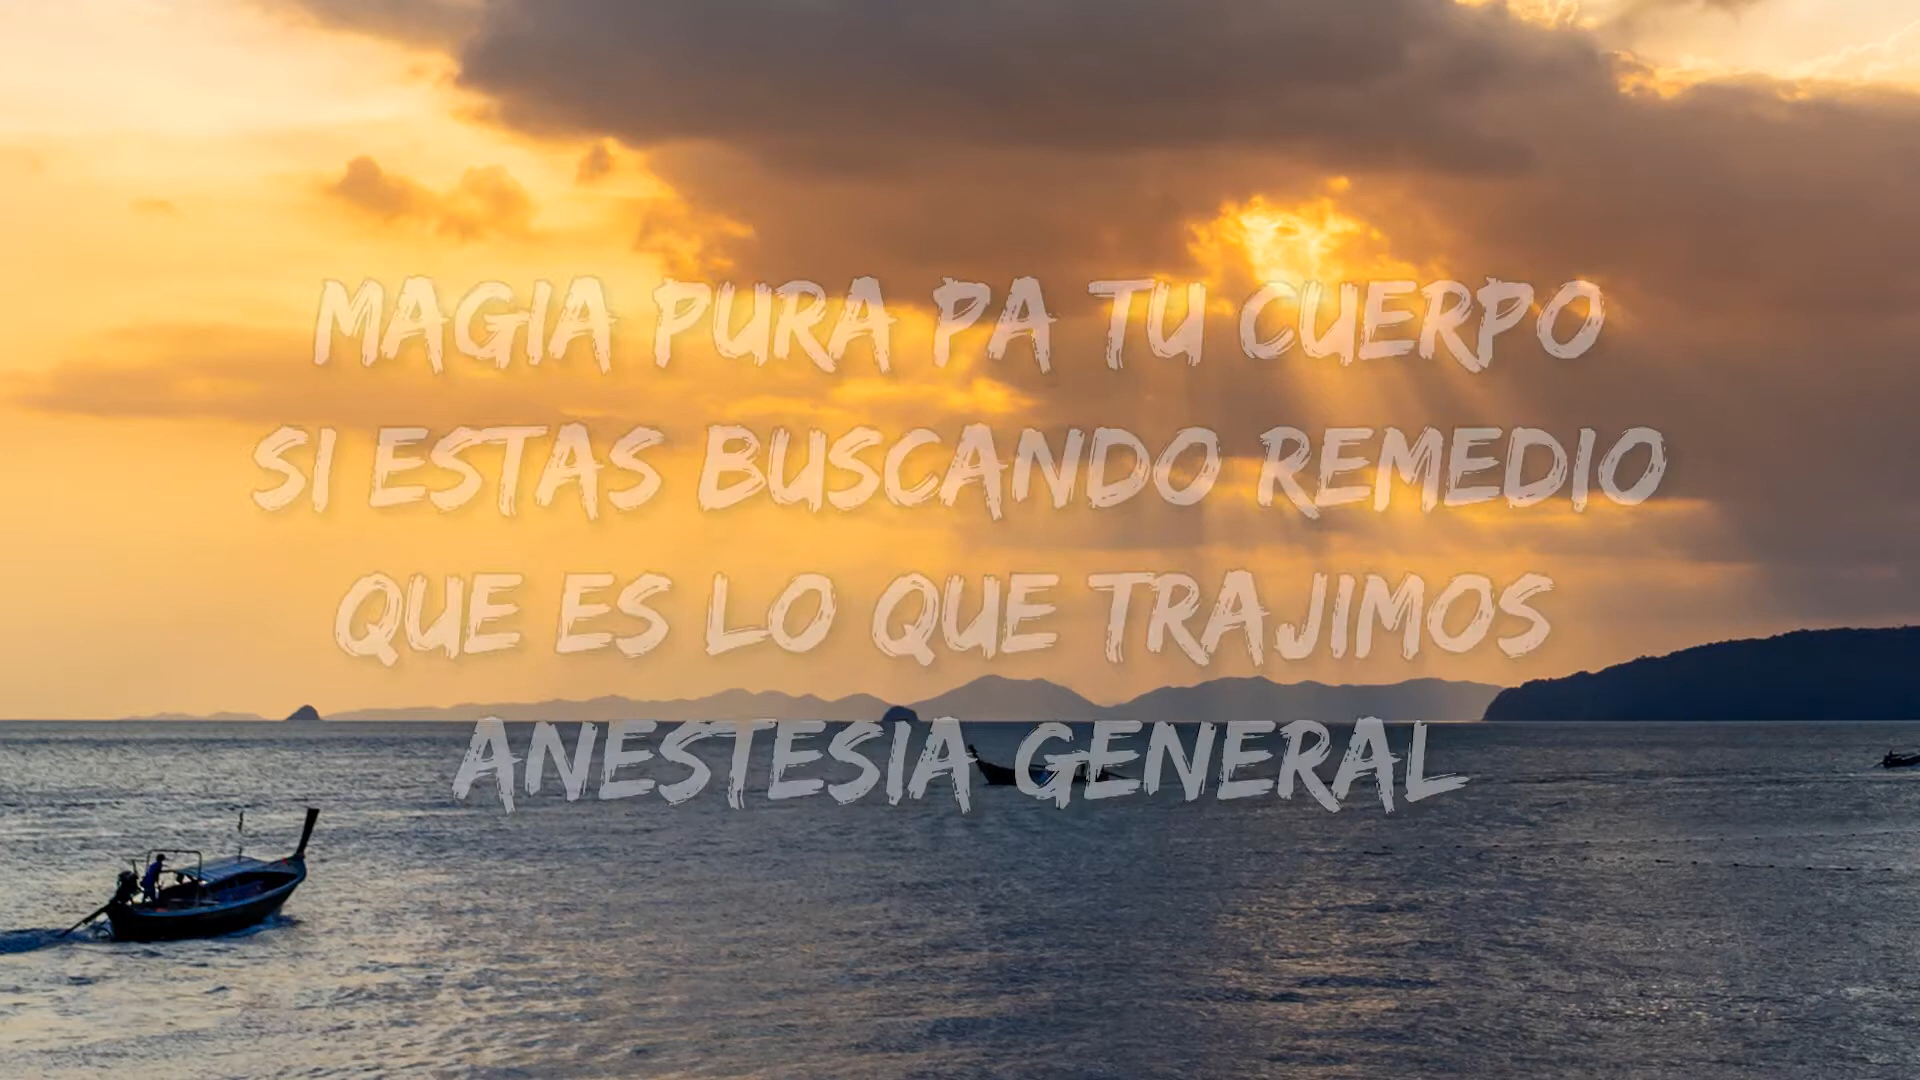 MAGIA PURA PA TU CUERPO
SI ESTAS BUSCANDO REMEDIO
QUE ES LO QUE TRAJIMOS
ANESTESIA GENERAL